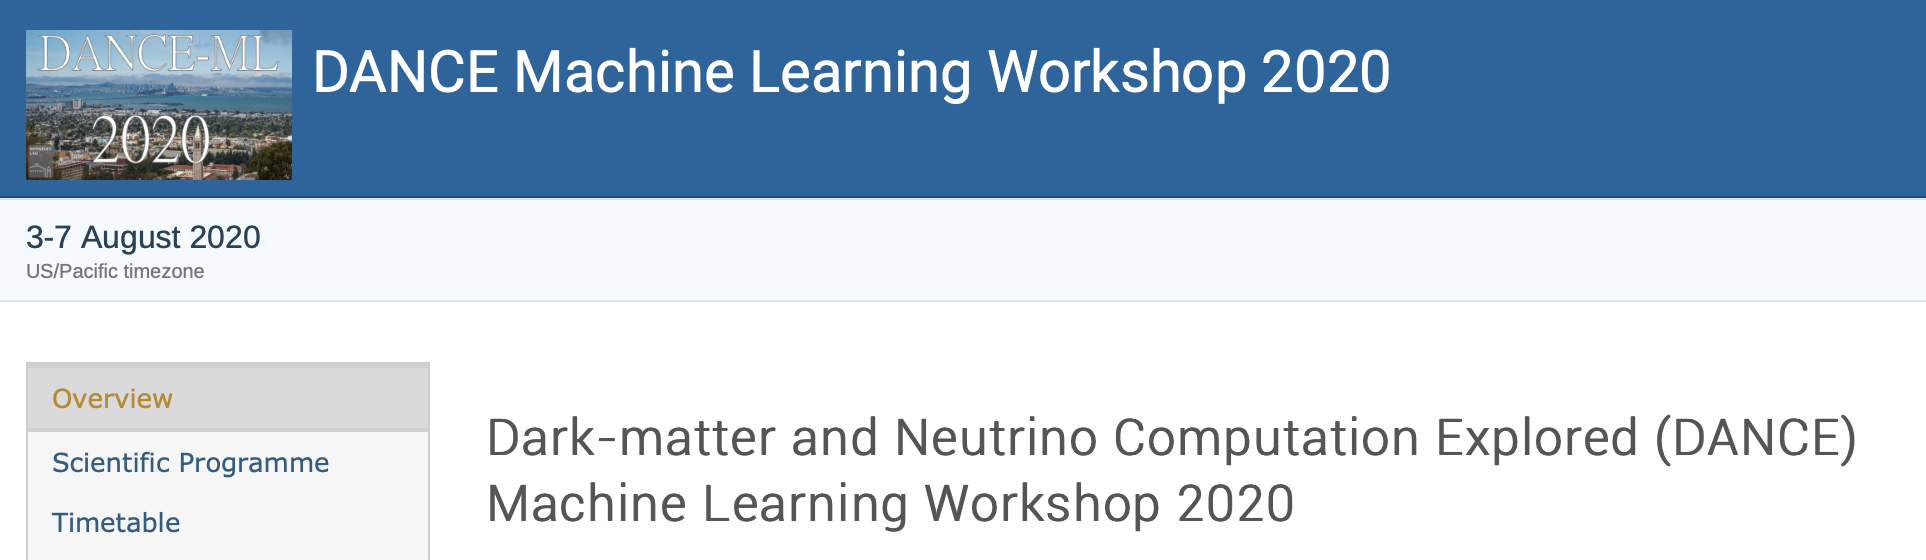 DANCE-ML
2020
DANCE Machine Learning Workshop 2020
3-7 August 2020
US/Pacific timezone
Overview
Scientific Programme
Timetable
Dark-matter and Neutrino Computation Explored (DANCE)
Machine Learning Workshop 2020